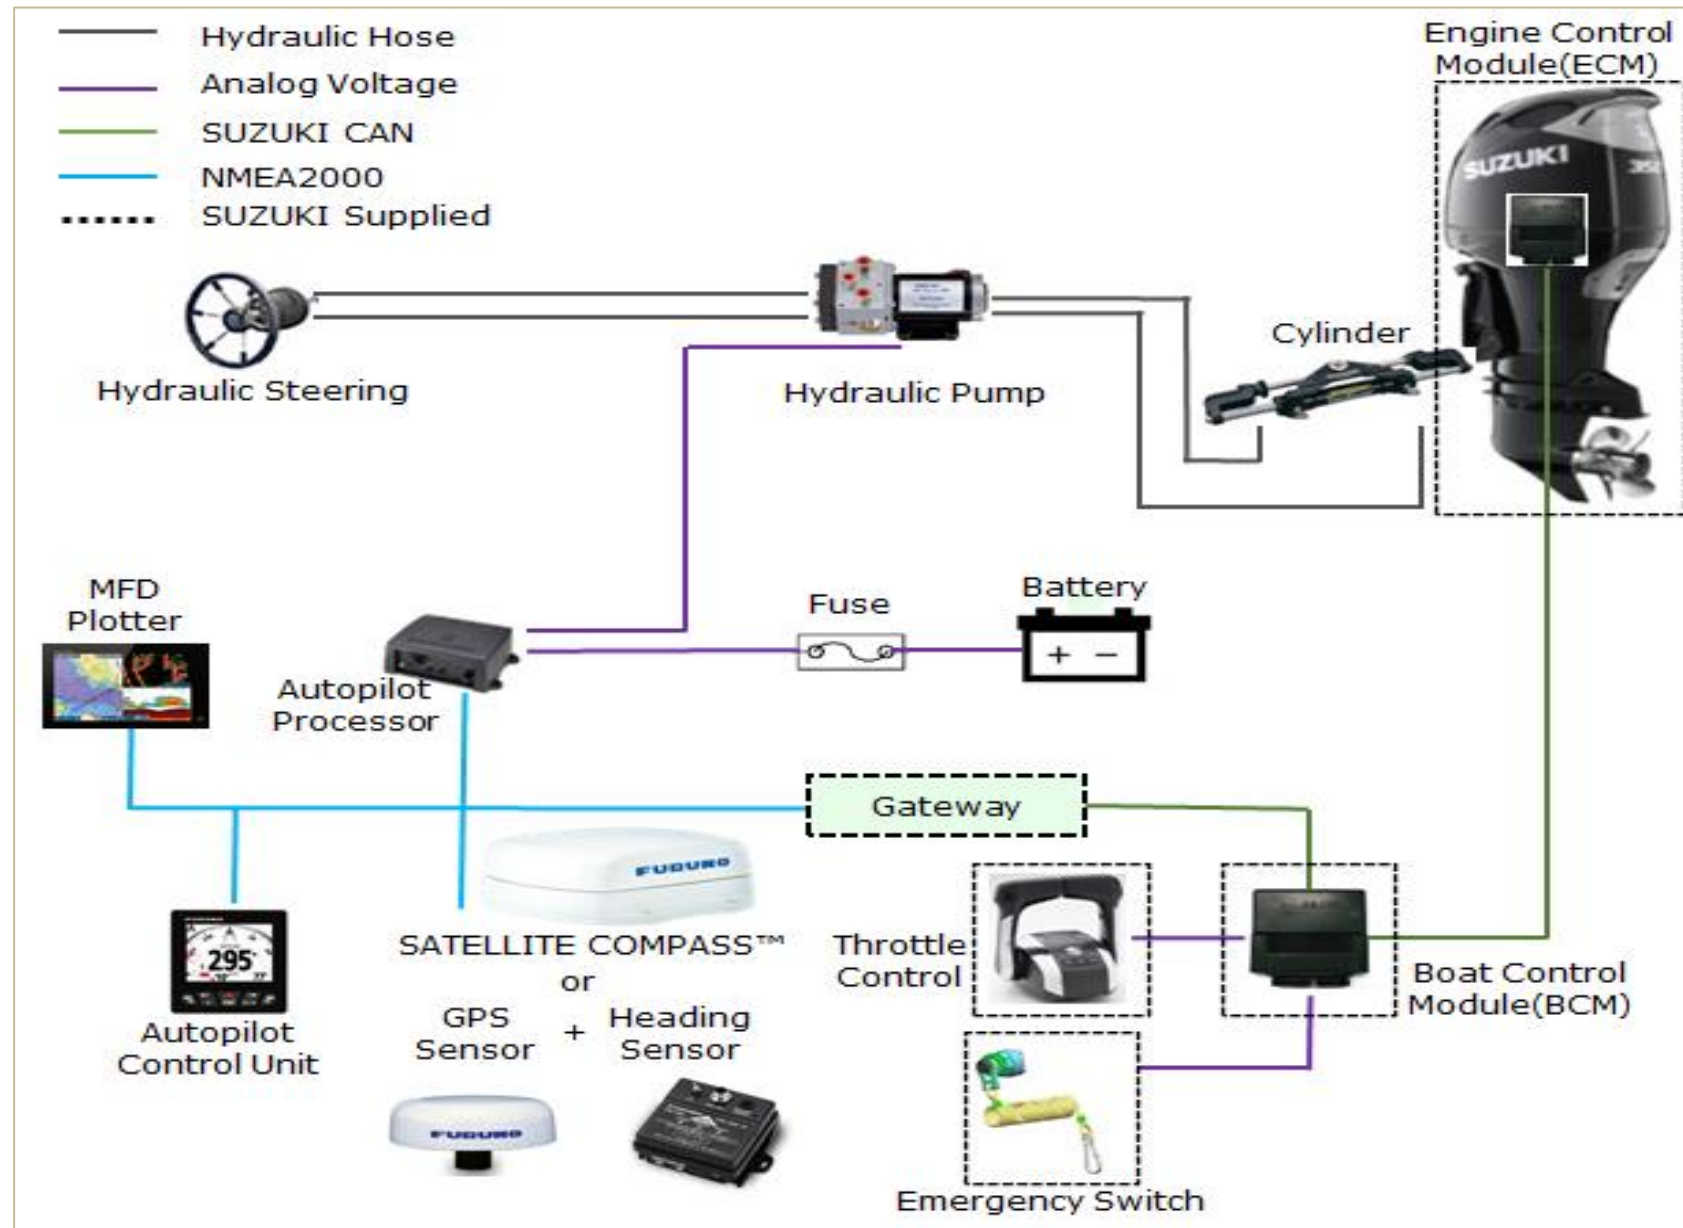 Hydraulic Hose
Analog Voltage
SUZUKI CAN
NMEA2000
SUZUKI Supplied
Engine Control
Module(ECM)
SUZUKI
Hydraulic Steering
Hydraulic Pump
Cylinder
MFD
Plotter
Autopilot
Processor
Fuse
Battery
+ −
Gateway
FURUNO
SATELLITE COMPASS™
or
GPS
Sensor
+
Heading
Sensor
FURUNO
295
Autopilot
Control Unit
Throttle
Control
Boat Control
Module(BCM)
Emergency Switch